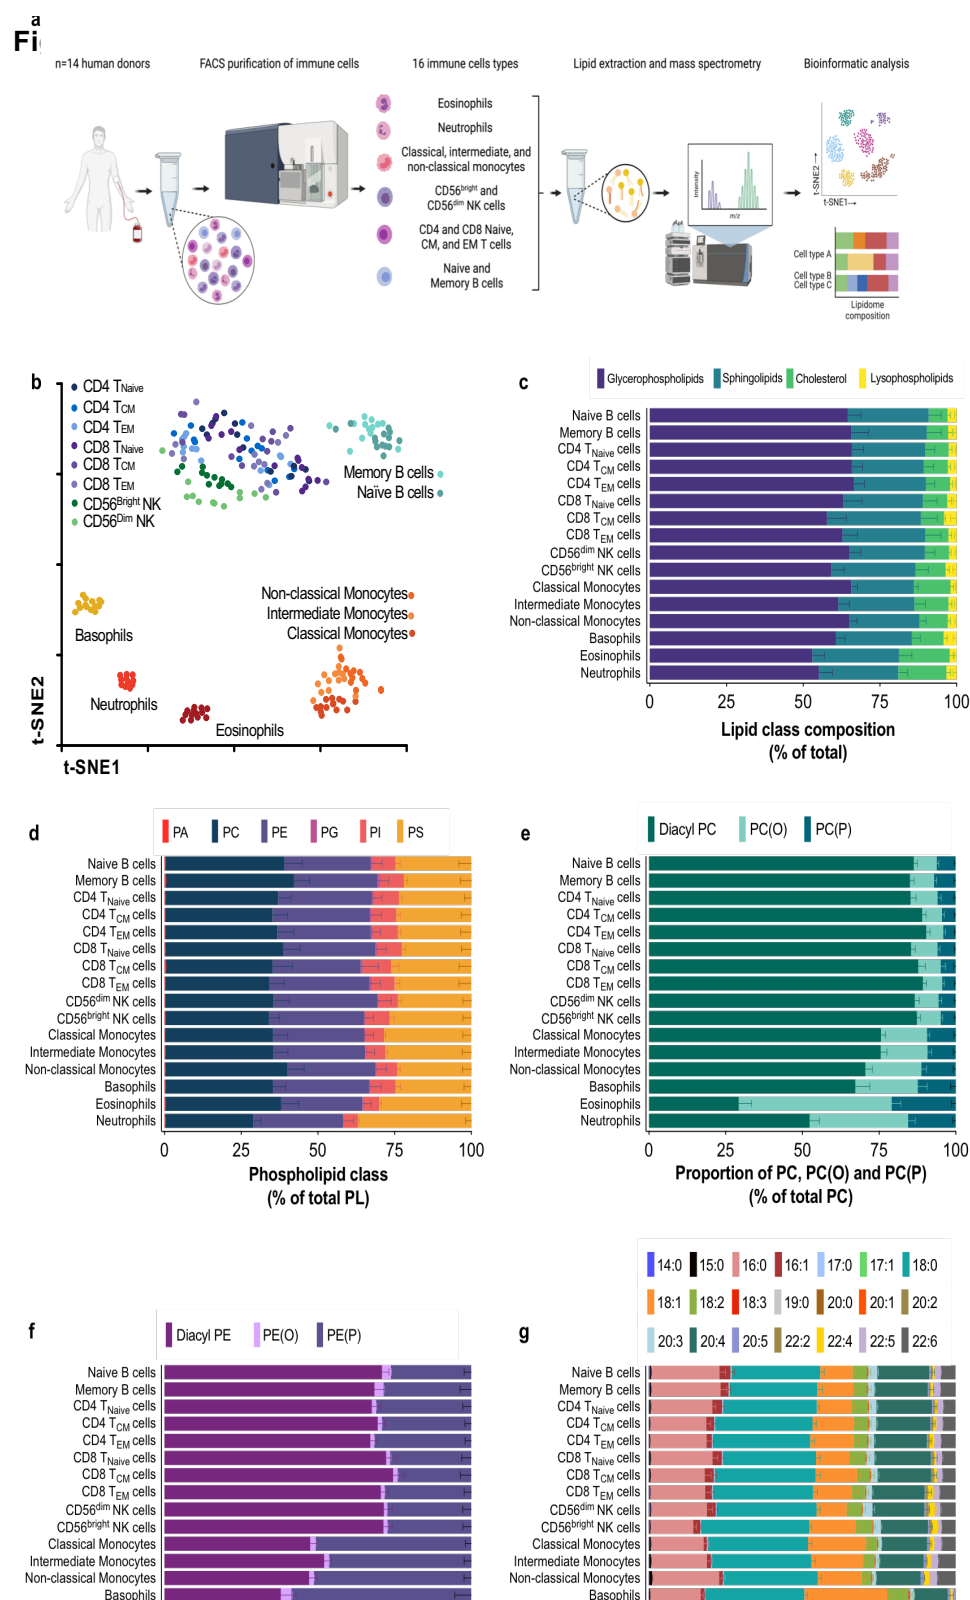 a
Fi
n=14 human donors
FACS purification of immune cells
16 immune cells types
Lipid extraction and mass spectrometry
Bioinformatic analysis
Eosinophils
Neutrophils
Classical, intermediate, and
non-classical monocytes
CD56bright and
CD56dim NK cells
CD4 and CD8 Naive,
CM, and EM T cells
Naive and
Memory B cells
Intensity
m/z
t-SNE2
t-SNE1
Cell type A
Cell type B
Cell type C
Lipidome
composition
b
CD4 TNaive
CD4 TCM
CD4 TEM
CD8 TNaive
CD8 TCM
CD8 TEM
CD56Bright NK
CD56Dim NK
Memory B cells
Naïve B cells
Non-classical Monocytes
Intermediate Monocytes
Classical Monocytes
Basophils
Neutrophils
Eosinophils
t-SNE2
t-SNE1
c
Glycerophospholipids Sphingolipids Cholesterol Lysophospholipids
Naive B cells
Memory B cells
CD4 TNaive cells
CD4 TCM cells
CD4 TEM cells
CD8 TNaive cells
CD8 TCM cells
CD8 TEM cells
CD56dim NK cells
CD56bright NK cells
Classical Monocytes
Intermediate Monocytes
Non-classical Monocytes
Basophils
Eosinophils
Neutrophils
0 25 50 75 100
Lipid class composition
(% of total)
d
PA PC PE PG PI PS
Naive B cells
Memory B cells
CD4 TNaive cells
CD4 TCM cells
CD4 TEM cells
CD8 TNaive cells
CD8 TCM cells
CD8 TEM cells
CD56dim NK cells
CD56bright NK cells
Classical Monocytes
Intermediate Monocytes
Non-classical Monocytes
Basophils
Eosinophils
Neutrophils
0 25 50 75 100
Phospholipid class
(% of total PL)
e
Diacyl PC PC(O) PC(P)
Naive B cells
Memory B cells
CD4 TNaive cells
CD4 TCM cells
CD4 TEM cells
CD8 TNaive cells
CD8 TCM cells
CD8 TEM cells
CD56dim NK cells
CD56bright NK cells
Classical Monocytes
Intermediate Monocytes
Non-classical Monocytes
Basophils
Eosinophils
Neutrophils
0 25 50 75 100
Proportion of PC, PC(O) and PC(P)
(% of total PC)
f
Diacyl PE PE(O) PE(P)
Naive B cells
Memory B cells
CD4 TNaive cells
CD4 TCM cells
CD4 TEM cells
CD8 TNaive cells
CD8 TCM cells
CD8 TEM cells
CD56dim NK cells
CD56bright NK cells
Classical Monocytes
Intermediate Monocytes
Non-classical Monocytes
Basophils
g
14:0 15:0 16:0 16:1 17:0 17:1 18:0
18:1 18:2 18:3 19:0 20:0 20:1 20:2
20:3 20:4 20:5 22:2 22:4 22:5 22:6
Naive B cells
Memory B cells
CD4 TNaive cells
CD4 TCM cells
CD4 TEM cells
CD8 TNaive cells
CD8 TCM cells
CD8 TEM cells
CD56dim NK cells
CD56bright NK cells
Classical Monocytes
Intermediate Monocytes
Non-classical Monocytes
Basophils